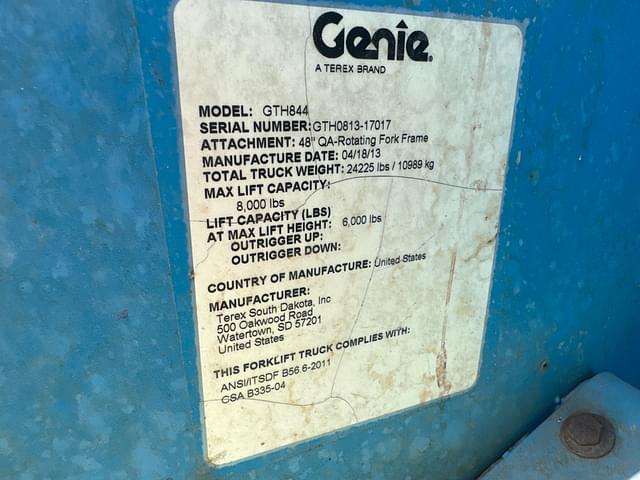 Genie
A TEREX BRAND
MODEL: GTH844
SERIAL NUMBER: GTH0813-17017
ATTACHMENT: 48" QA-Rotating Fork Frame
MANUFACTURE DATE: 04/18/13
TOTAL TRUCK WEIGHT: 24225 lbs / 10989 kg
MAX LIFT CAPACITY:
8,000 lbs
LIFT CAPACITY (LBS)
AT MAX LIFT HEIGHT: 6,000 lbs
OUTRIGGER UP:
OUTRIGGER DOWN:
COUNTRY OF MANUFACTURE: United States
MANUFACTURER:
Terex South Dakota, Inc
500 Oakwood Road
Watertown, SD 57201
United States
THIS FORKLIFT TRUCK COMPLIES WITH:
ANSI/ITSDF B56.6-2011
CSA B335-04